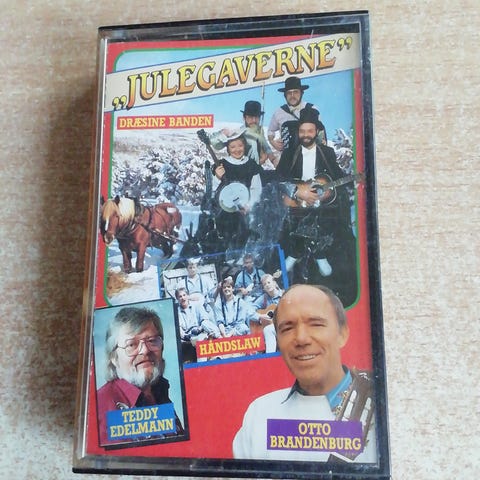 „JULEGAVERNE”
DRÆSINE BANDEN
HÅNDSLAW
TEDDY
EDELMANN
OTTO
BRANDENBURG